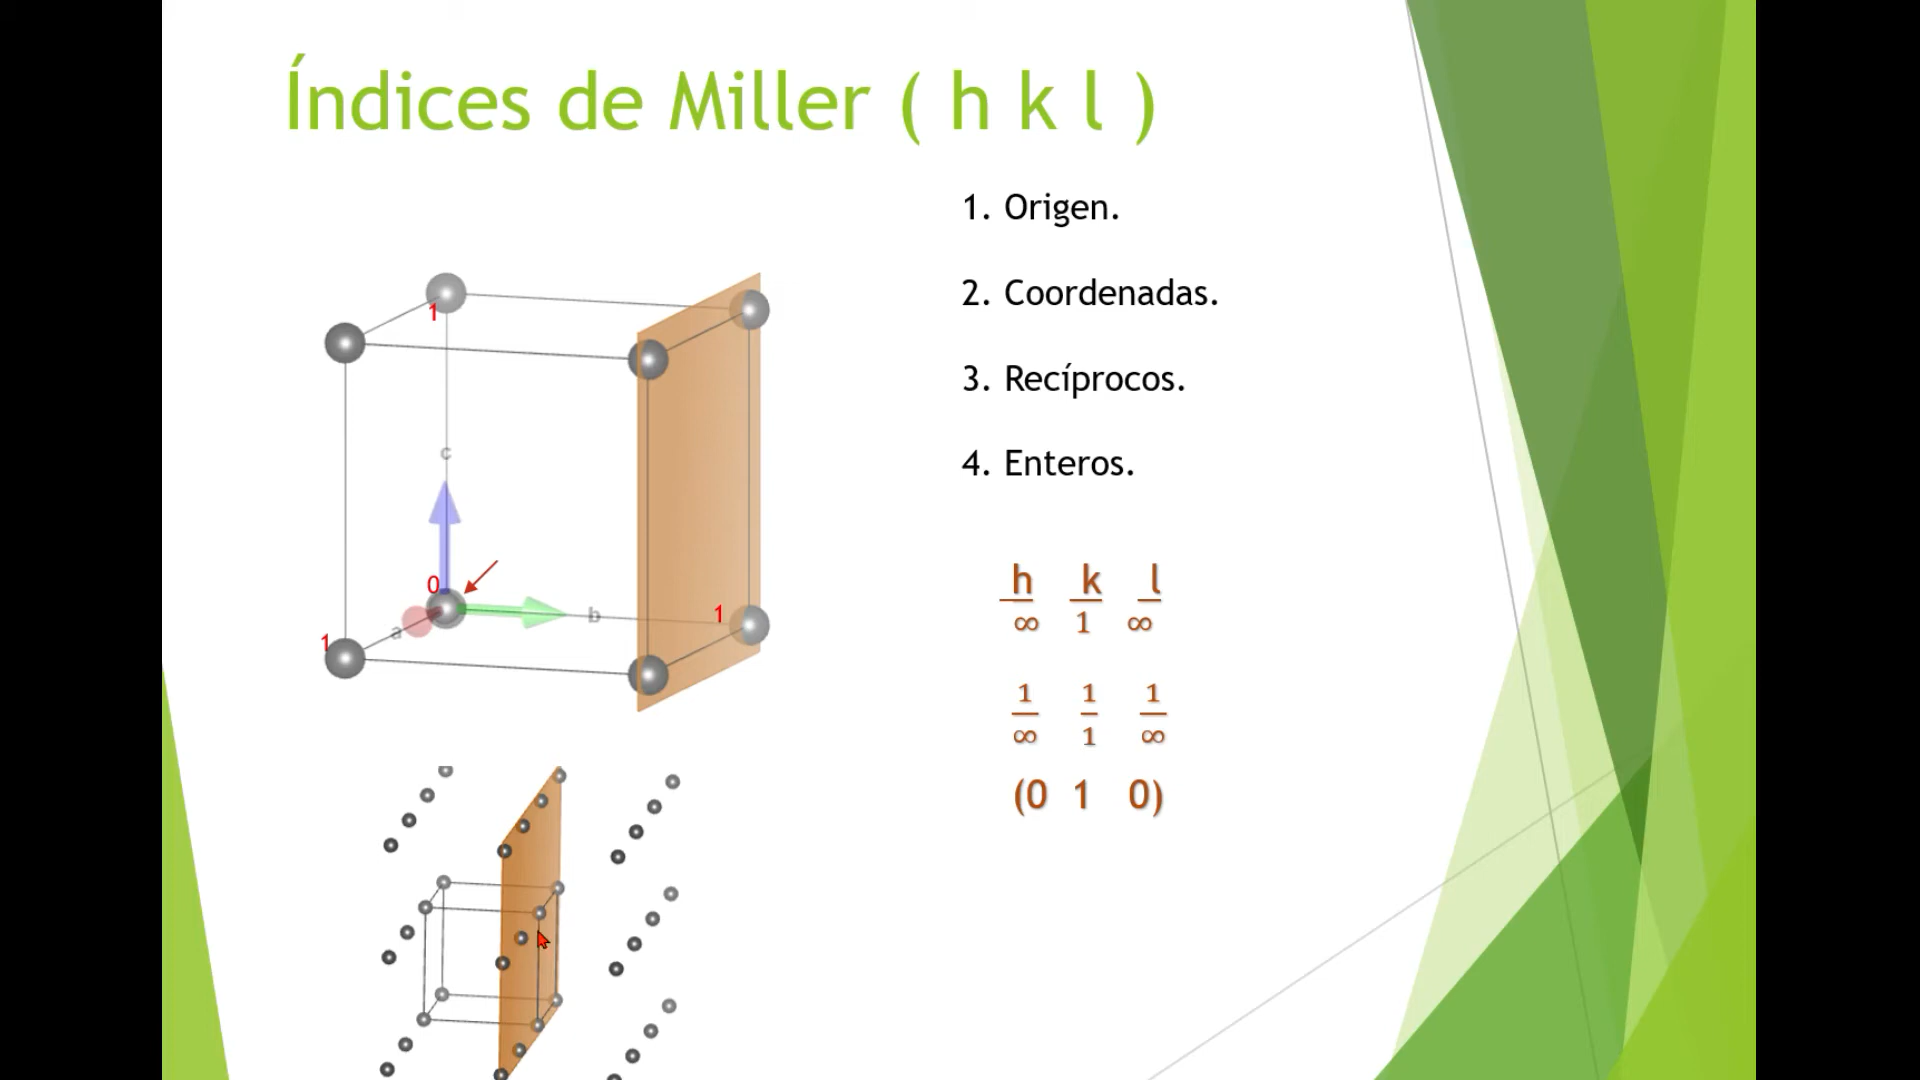 Índices de Miller ( h k l )
1. Origen.
2. Coordenadas.
3. Recíprocos.
4. Enteros.
1
c
0
b
1
a
1
h k l
∞ 1 ∞
1 1 1
∞ 1 ∞
(0 1 0)